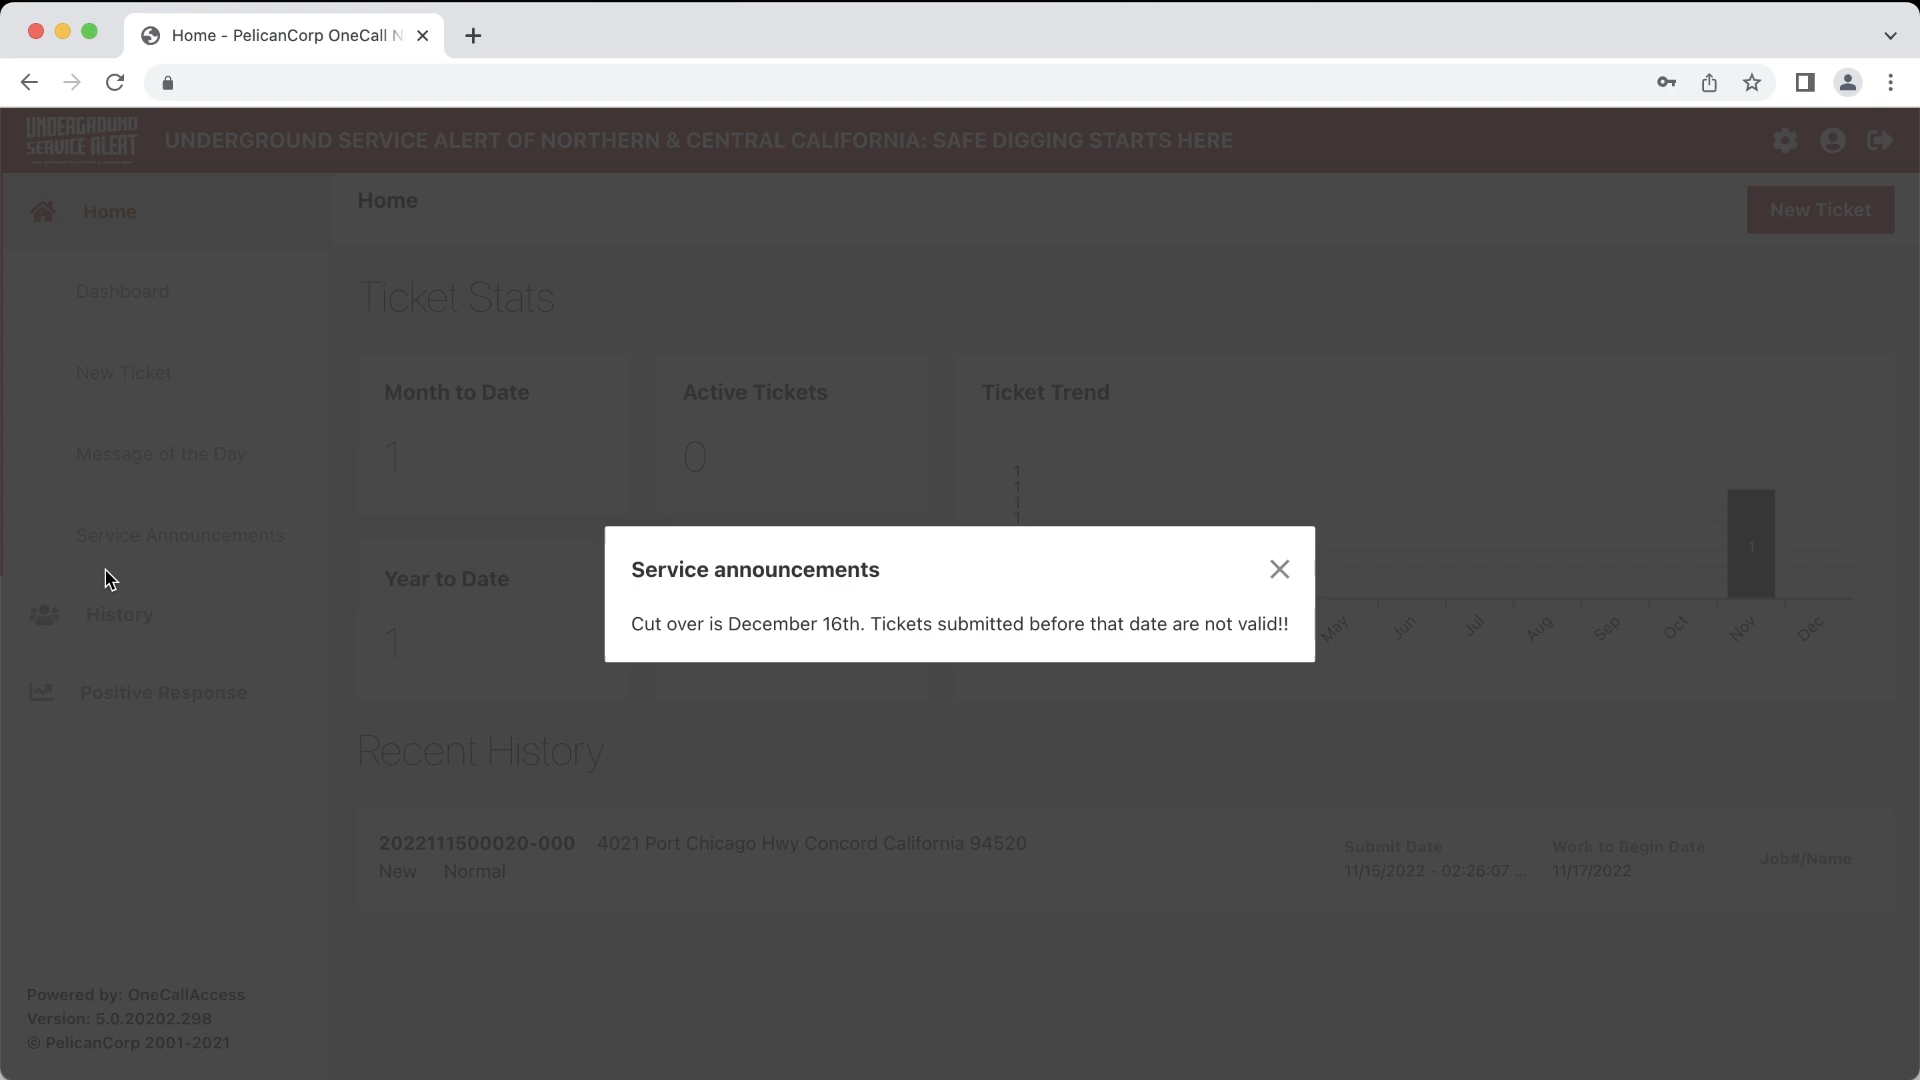 Home - PelicanCorp OneCall N
UNDERGROUND
SERVICE ALERT
UNDERGROUND SERVICE ALERT OF NORTHERN & CENTRAL CALIFORNIA: SAFE DIGGING STARTS HERE
Home
Dashboard
New Ticket
Message of the Day
Service Announcements
History
Positive Response
Powered by: OneCallAccess
Version: 5.0.20202.298
© PelicanCorp 2001-2021
Home
New Ticket
Ticket Stats
Month to Date
1
Active Tickets
0
Year to Date
1
Ticket Trend
1
1
1
1
1
May
Jun
Jul
Aug
Sep
Oct
Nov
Dec
Service announcements
Cut over is December 16th. Tickets submitted before that date are not valid!!
Recent History
2022111500020-000 4021 Port Chicago Hwy Concord California 94520
New Normal
Submit Date
11/15/2022 - 02:26:07 ...
Work to Begin Date
11/17/2022
Job#/Name